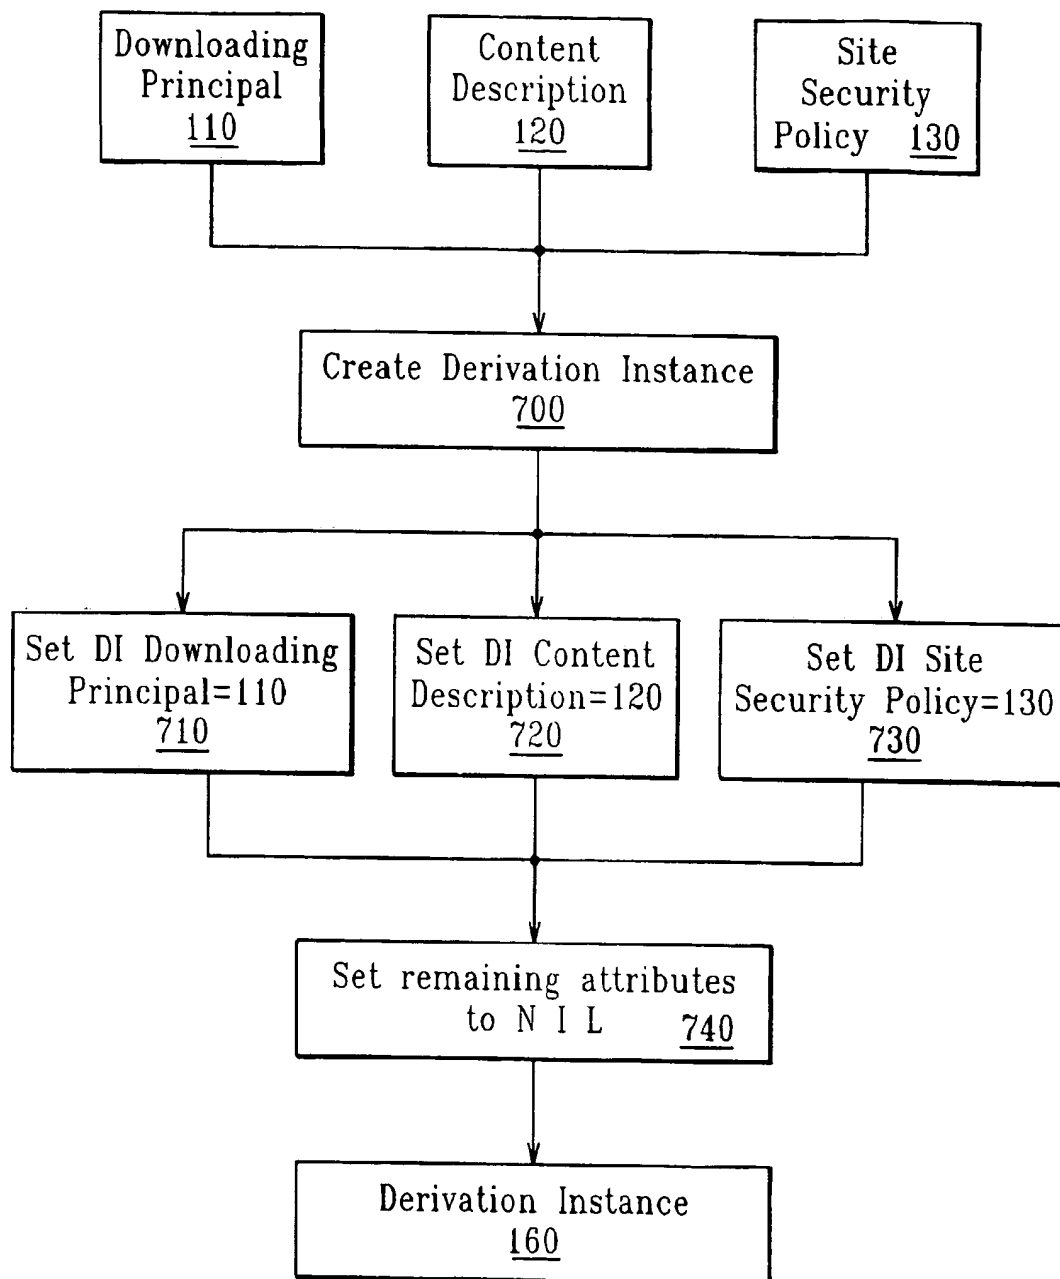 Downloading
Principal
110
Content
Description
120
Site
Security
Policy 130
Create Derivation Instance
700
Set DI Downloading
Principal=110
710
Set DI Content
Description=120
720
Set DI Site
Security Policy=130
730
Set remaining attributes
to N I L 740
Derivation Instance
160